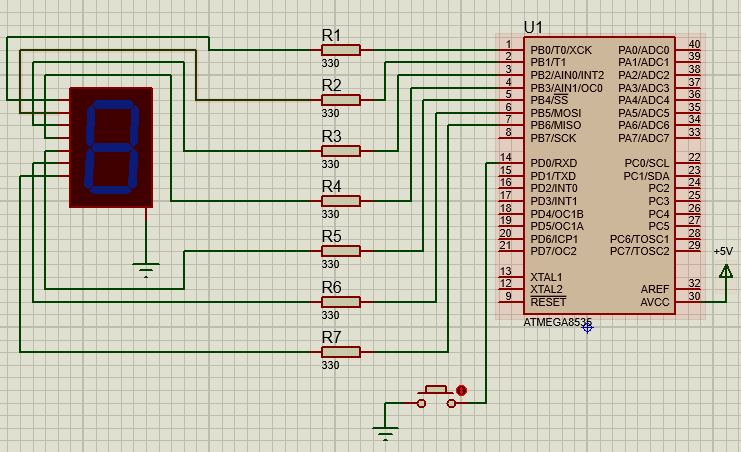 U1
R1
330
R2
330
R3
330
R4
330
R5
330
R6
330
R7
330
1 PB0/T0/XCK PA0/ADC0 40
2 PB1/T1 PA1/ADC1 39
3 PB2/AIN0/INT2 PA2/ADC2 38
4 PB3/AIN1/OC0 PA3/ADC3 37
5 PB4/SS PA4/ADC4 36
6 PB5/MOSI PA5/ADC5 35
7 PB6/MISO PA6/ADC6 34
8 PB7/SCK PA7/ADC7 33
14 PD0/RXD PC0/SCL 22
15 PD1/TXD PC1/SDA 23
16 PD2/INT0 PC2 24
17 PD3/INT1 PC3 25
18 PD4/OC1B PC4 26
19 PD5/OC1A PC5 27
20 PD6/ICP1 PC6/TOSC1 28
21 PD7/OC2 PC7/TOSC2 29
13 XTAL1
12 XTAL2 AREF 32
9 RESET AVCC 30
ATMEGA8535
+5V